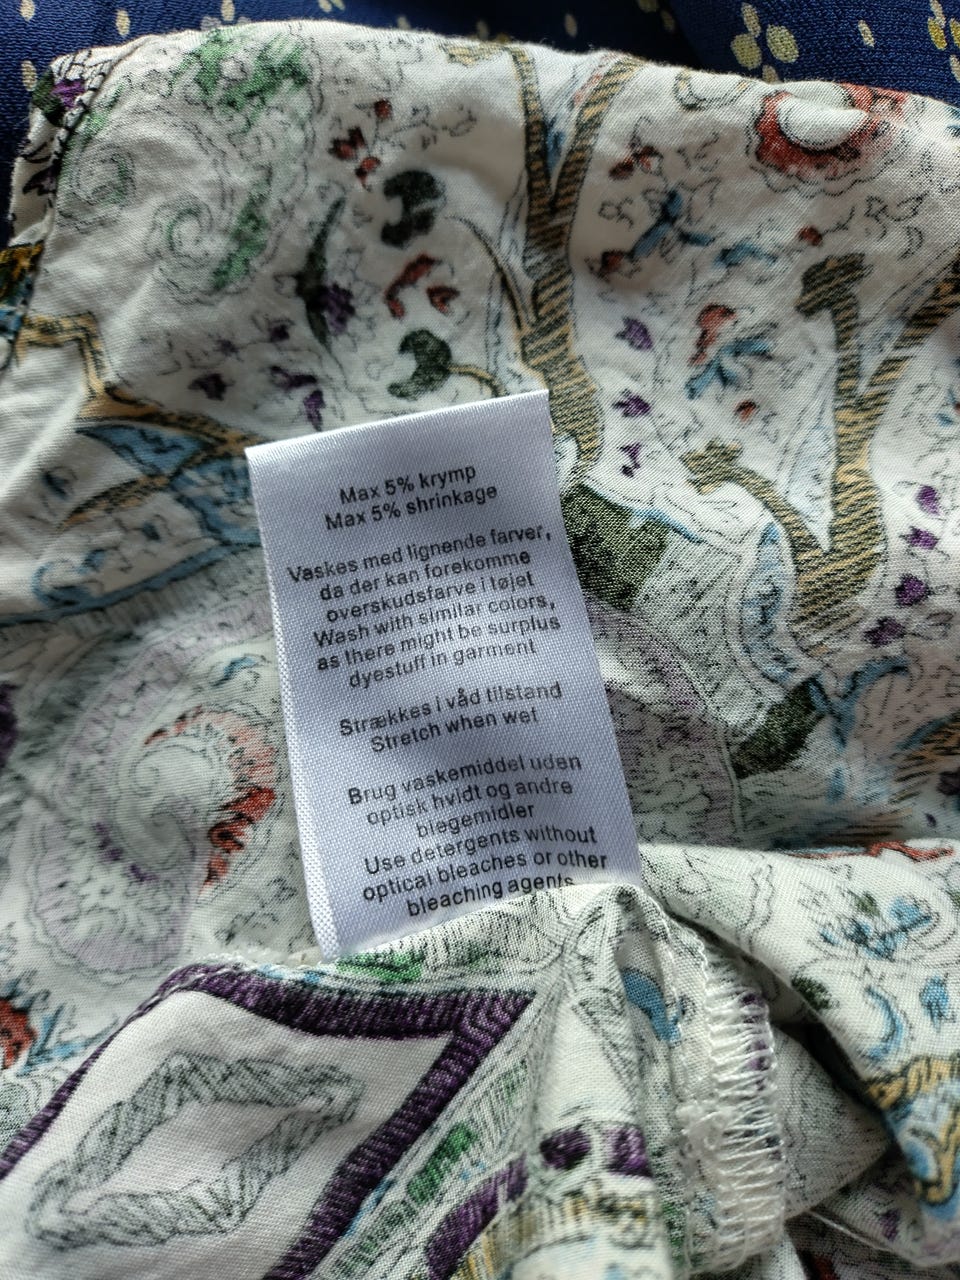 Max 5% krymp
Max 5% shrinkage
Vaskes med lignende farver,
da der kan forekomme
overskudsfarve i tøjet
Wash with similar colors,
as there might be surplus
dyestuff in garment
Strækkes i våd tilstand
Stretch when wet
Brug vaskemiddel uden
optisk hvidt og andre
blegemidler
Use detergents without
optical bleaches or other
bleaching agents